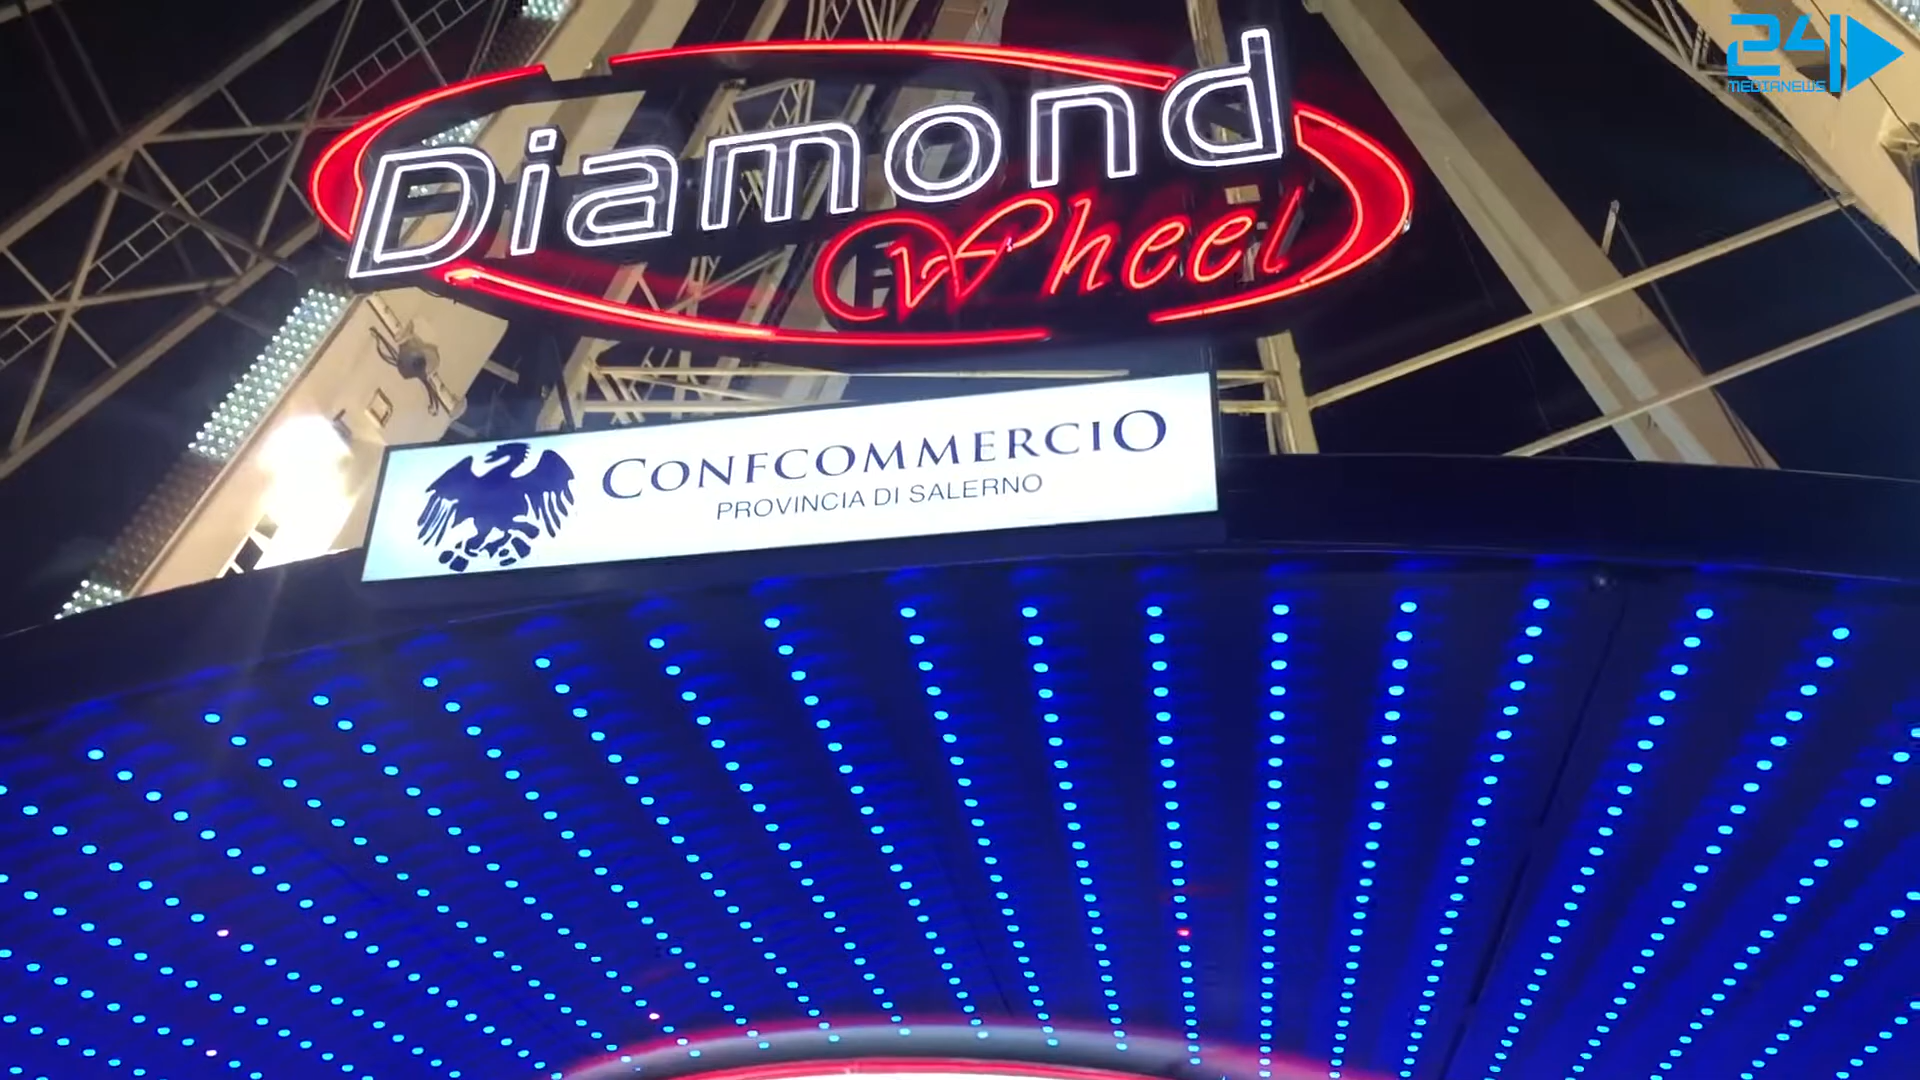 24
MEDIANEWS
Diamond
Wheel
CONFCOMMERCIO
PROVINCIA DI SALERNO